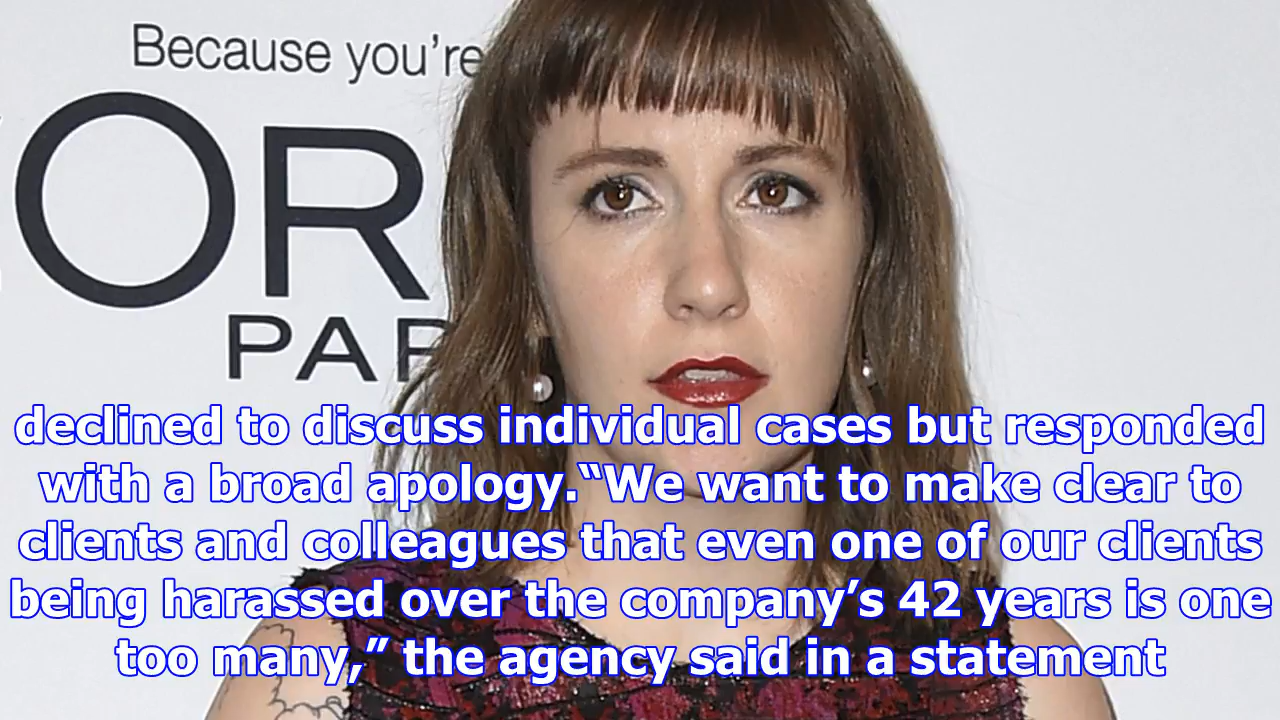 Because you're
OR
PAR
declined to discuss individual cases but responded
with a broad apology.“We want to make clear to
clients and colleagues that even one of our clients
being harassed over the company’s 42 years is one
too many,” the agency said in a statement